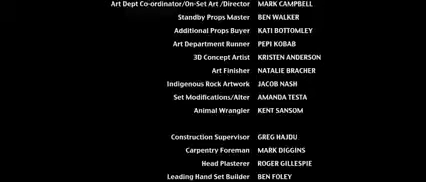 Art Dept Co-ordinator/On-Set Art /Director MARK CAMPBELL
Standby Props Master BEN WALKER
Additional Props Buyer KATI BOTTOMLEY
Art Department Runner PEPI KOBAB
3D Concept Artist KRISTEN ANDERSON
Art Finisher NATALIE BRACHER
Indigenous Rock Artwork JACOB NASH
Set Modifications/Alter AMANDA TESTA
Animal Wrangler KENT SANSOM
Construction Supervisor GREG HAJDU
Carpentry Foreman MARK DIGGINS
Head Plasterer ROGER GILLESPIE
Leading Hand Set Builder BEN FOLEY